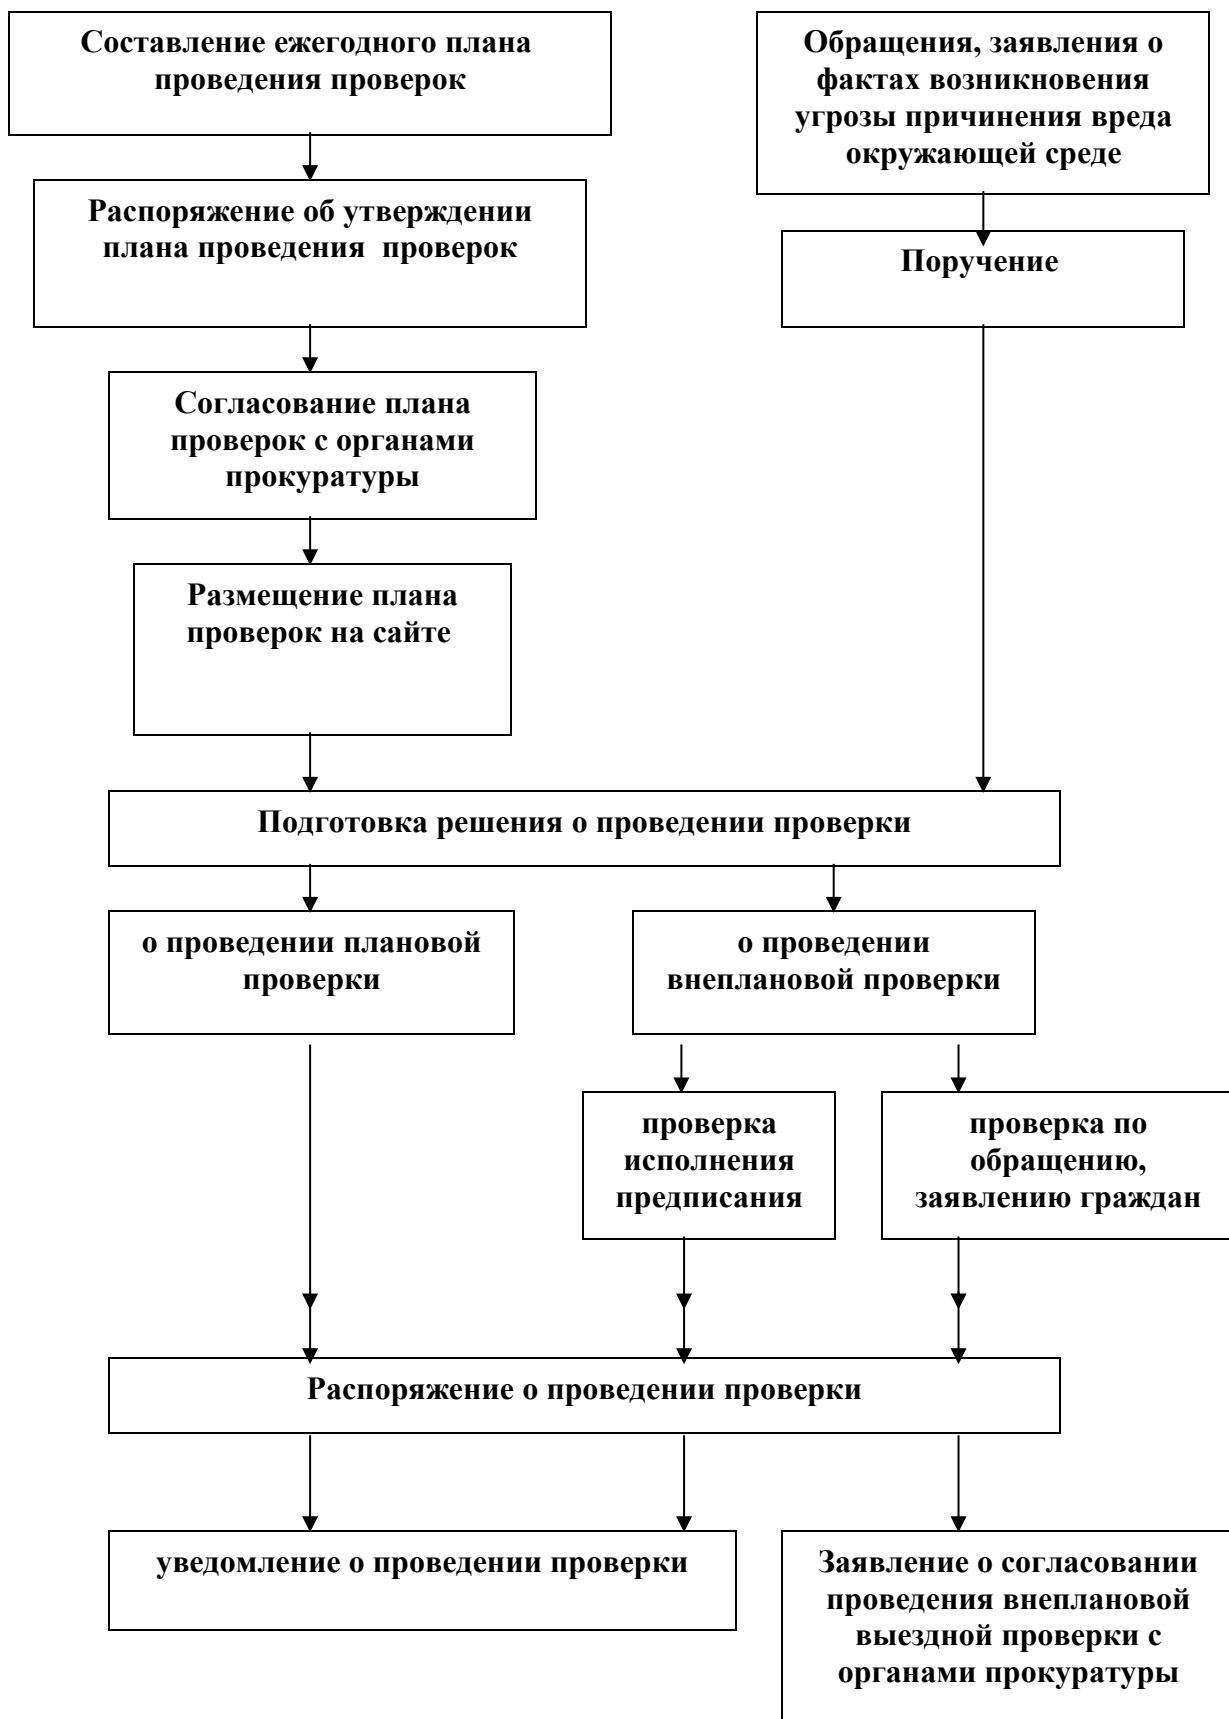 Составление ежегодного плана
проведения проверок
Обращения, заявления о
фактах возникновения
угрозы причинения вреда
окружающей среде
Распоряжение об утверждении
плана проведения проверок
Поручение
Согласование плана
проверок с органами
прокуратуры
Размещение плана
проверок на сайте
Подготовка решения о проведении проверки
о проведении плановой
проверки
о проведении
внеплановой проверки
проверка
исполнения
предписания
проверка по
обращению,
заявлению граждан
Распоряжение о проведении проверки
уведомление о проведении проверки
Заявление о согласовании
проведения внеплановой
выездной проверки с
органами прокуратуры